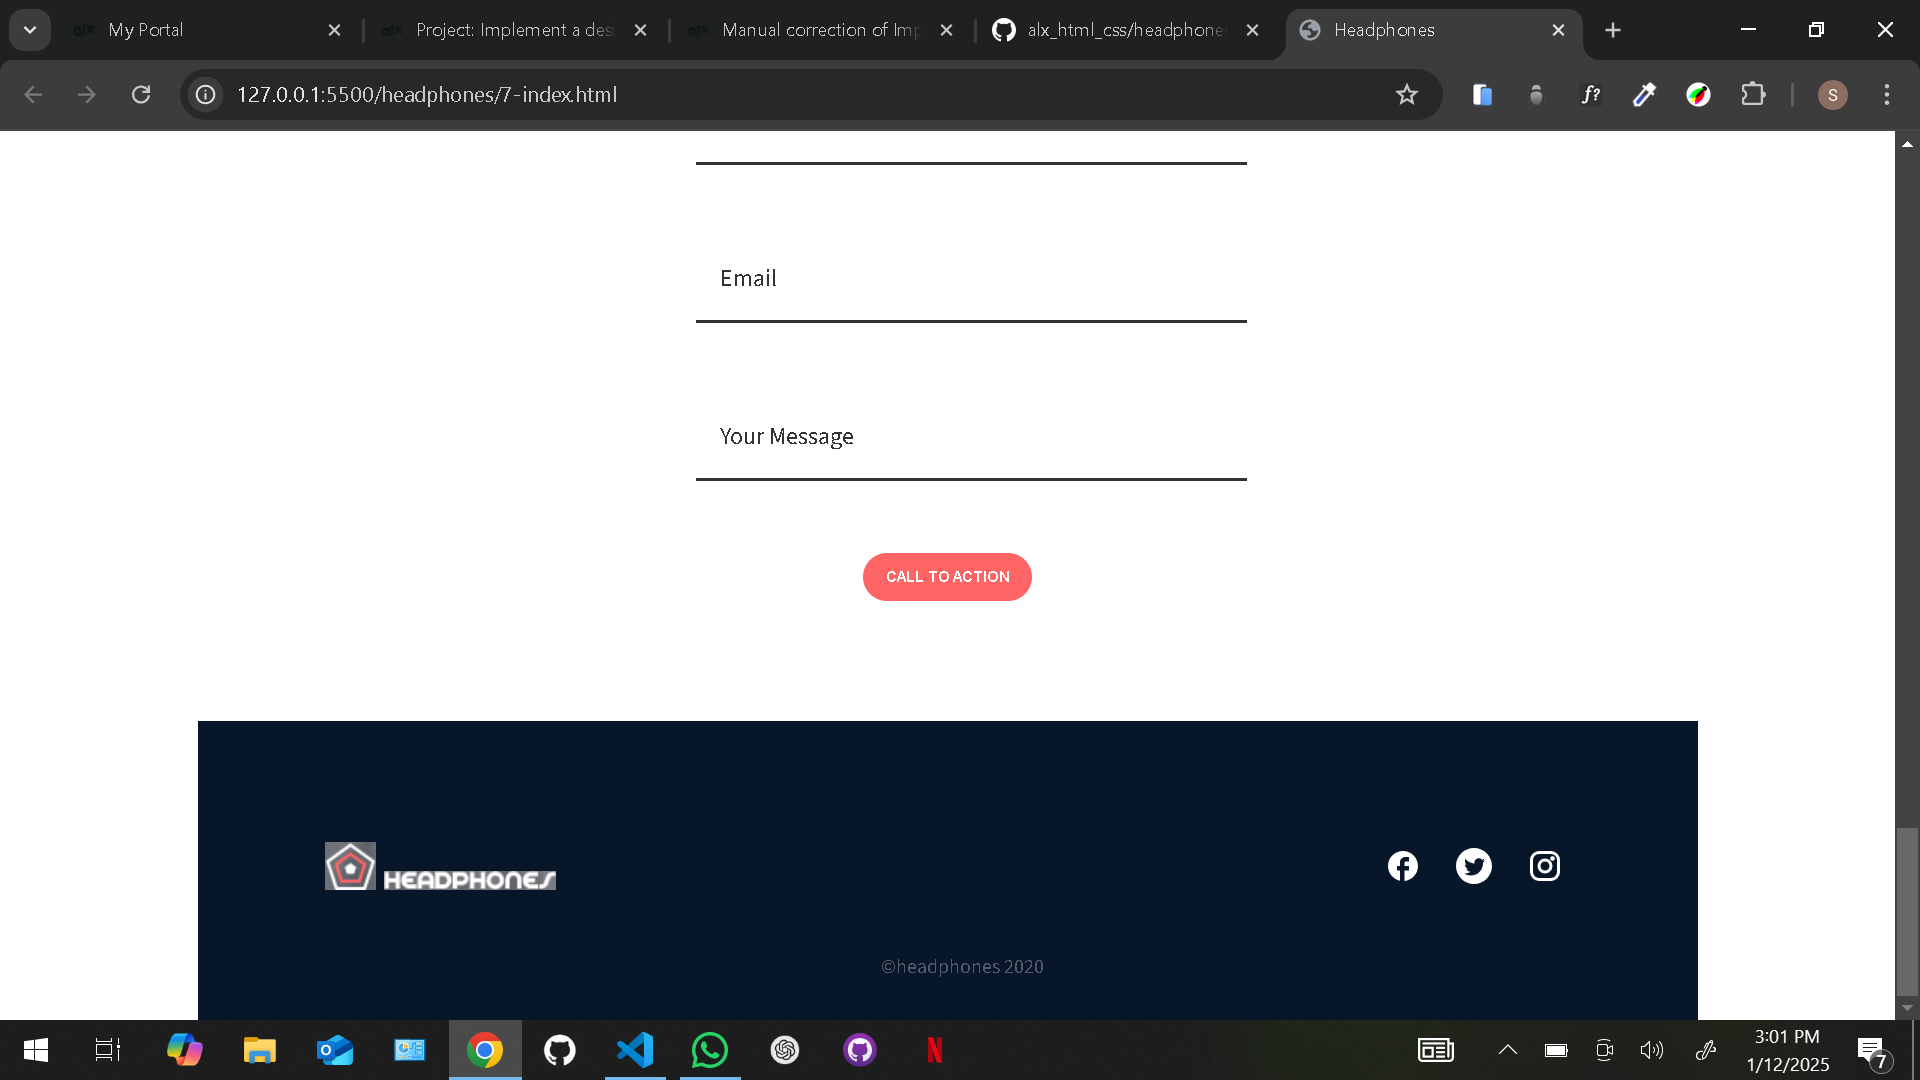 My Portal
Project: Implement a des
Manual correction of Imp
alx_html_css/headphones
Headphones
127.0.0.1:5500/headphones/7-index.html
f?
S
Email
Your Message
CALL TO ACTION
HEADPHONES
©headphones 2020
3:01 PM
1/12/2025
7